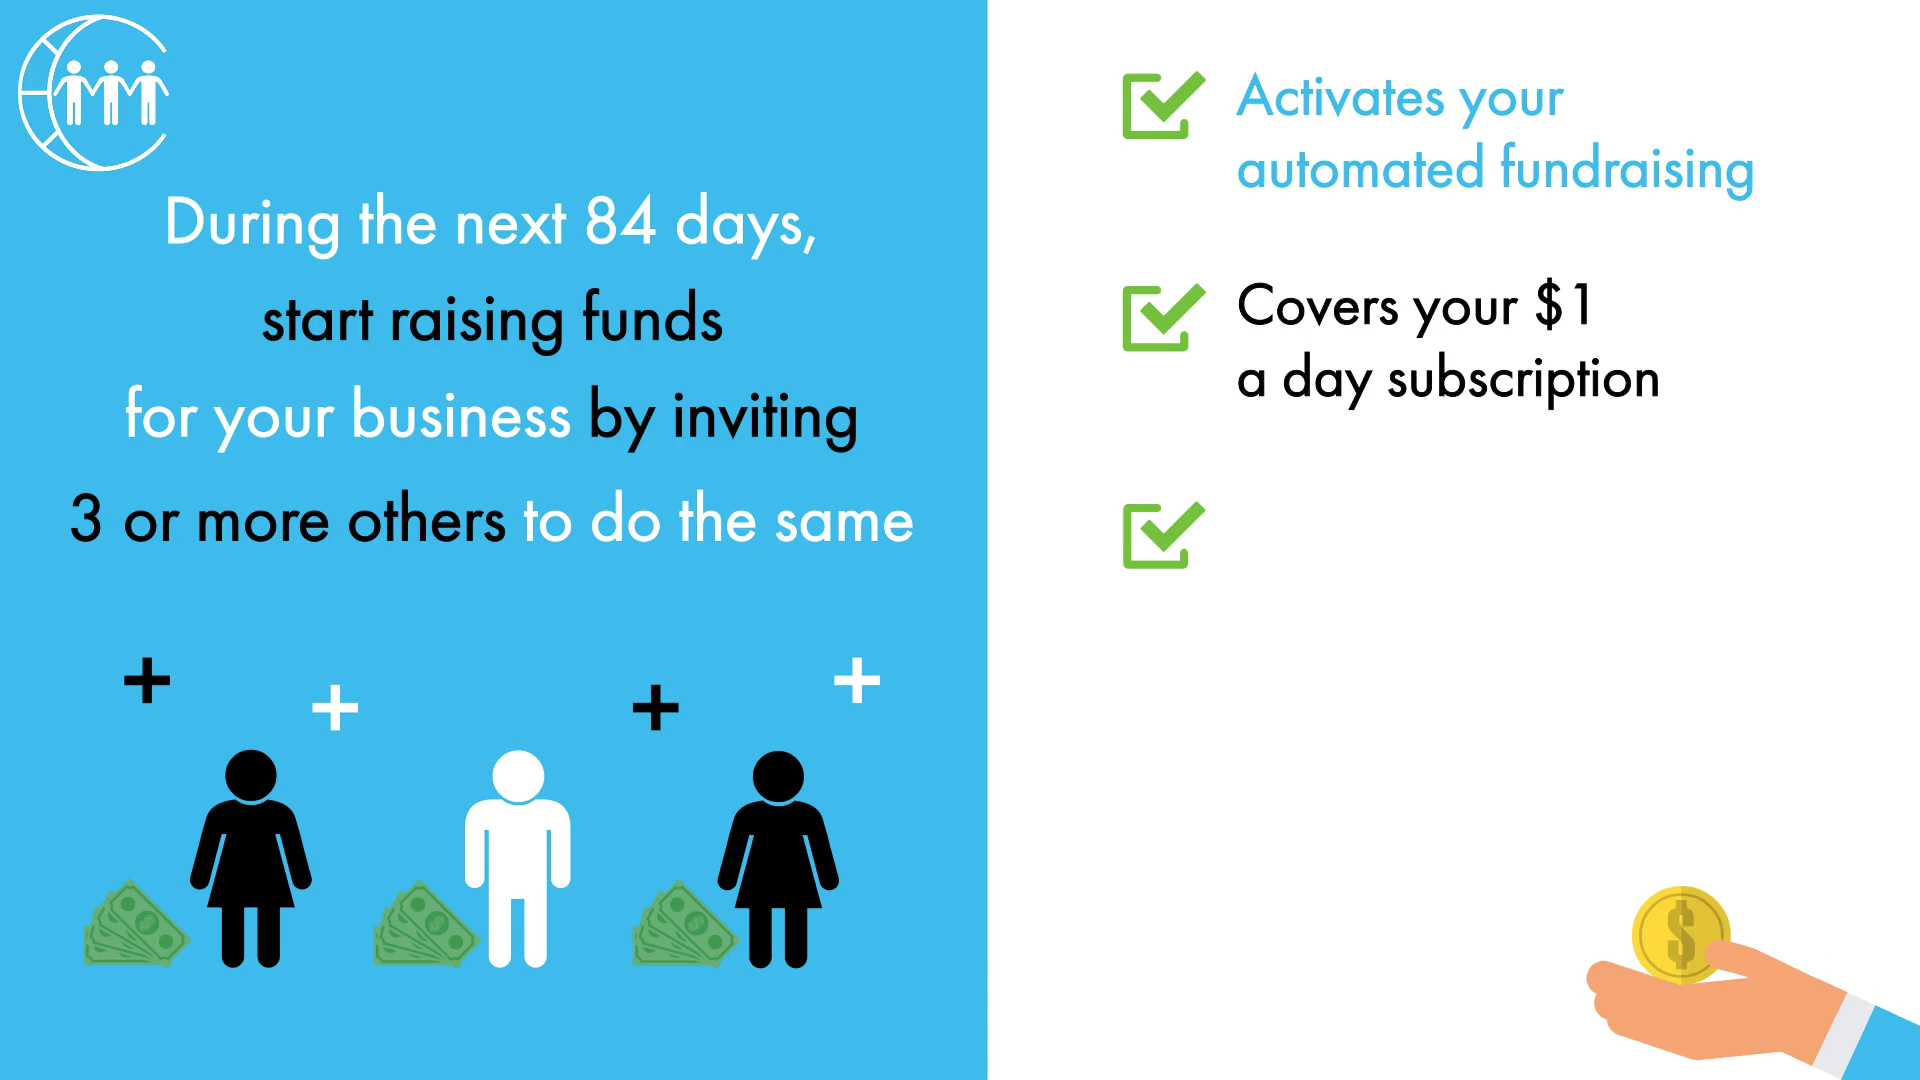 During the next 84 days,
start raising funds
for your business by inviting
3 or more others to do the same
Activates your
automated fundraising
Covers your $1
a day subscription